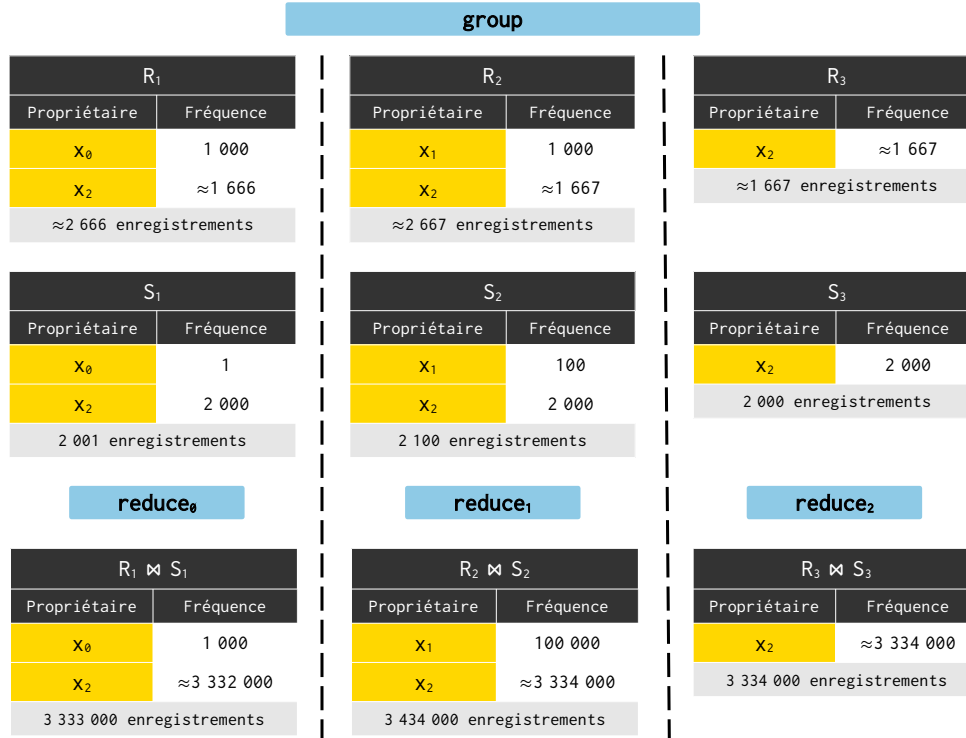 group
R₁
Propriétaire Fréquence
x₀ 1 000
x₂ ≈1 666
≈2 666 enregistrements
R₂
Propriétaire Fréquence
x₁ 1 000
x₂ ≈1 667
≈2 667 enregistrements
R₃
Propriétaire Fréquence
x₂ ≈1 667
≈1 667 enregistrements
S₁
Propriétaire Fréquence
x₀ 1
x₂ 2 000
2 001 enregistrements
S₂
Propriétaire Fréquence
x₁ 100
x₂ 2 000
2 100 enregistrements
S₃
Propriétaire Fréquence
x₂ 2 000
2 000 enregistrements
reduce₀
reduce₁
reduce₂
R₁ ⋈ S₁
Propriétaire Fréquence
x₀ 1 000
x₂ ≈3 332 000
3 333 000 enregistrements
R₂ ⋈ S₂
Propriétaire Fréquence
x₁ 100 000
x₂ ≈3 334 000
3 434 000 enregistrements
R₃ ⋈ S₃
Propriétaire Fréquence
x₂ ≈3 334 000
3 334 000 enregistrements